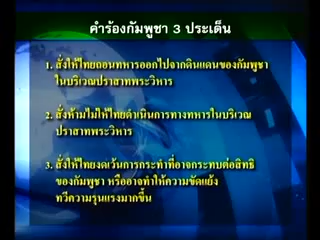 คำร้องกัมพูชา 3 ประเด็น
1. สั่งให้ไทยถอนทหารออกไปจากดินแดนของกัมพูชา
ในบริเวณปราสาทพระวิหาร
2. สั่งห้ามไม่ให้ไทยดำเนินการทางทหารในบริเวณ
ปราสาทพระวิหาร
3. สั่งให้ไทยงดเว้นการกระทำที่อาจกระทบต่อสิทธิ
ของกัมพูชา หรืออาจทำให้ความขัดแย้ง
ทวีความรุนแรงมากขึ้น